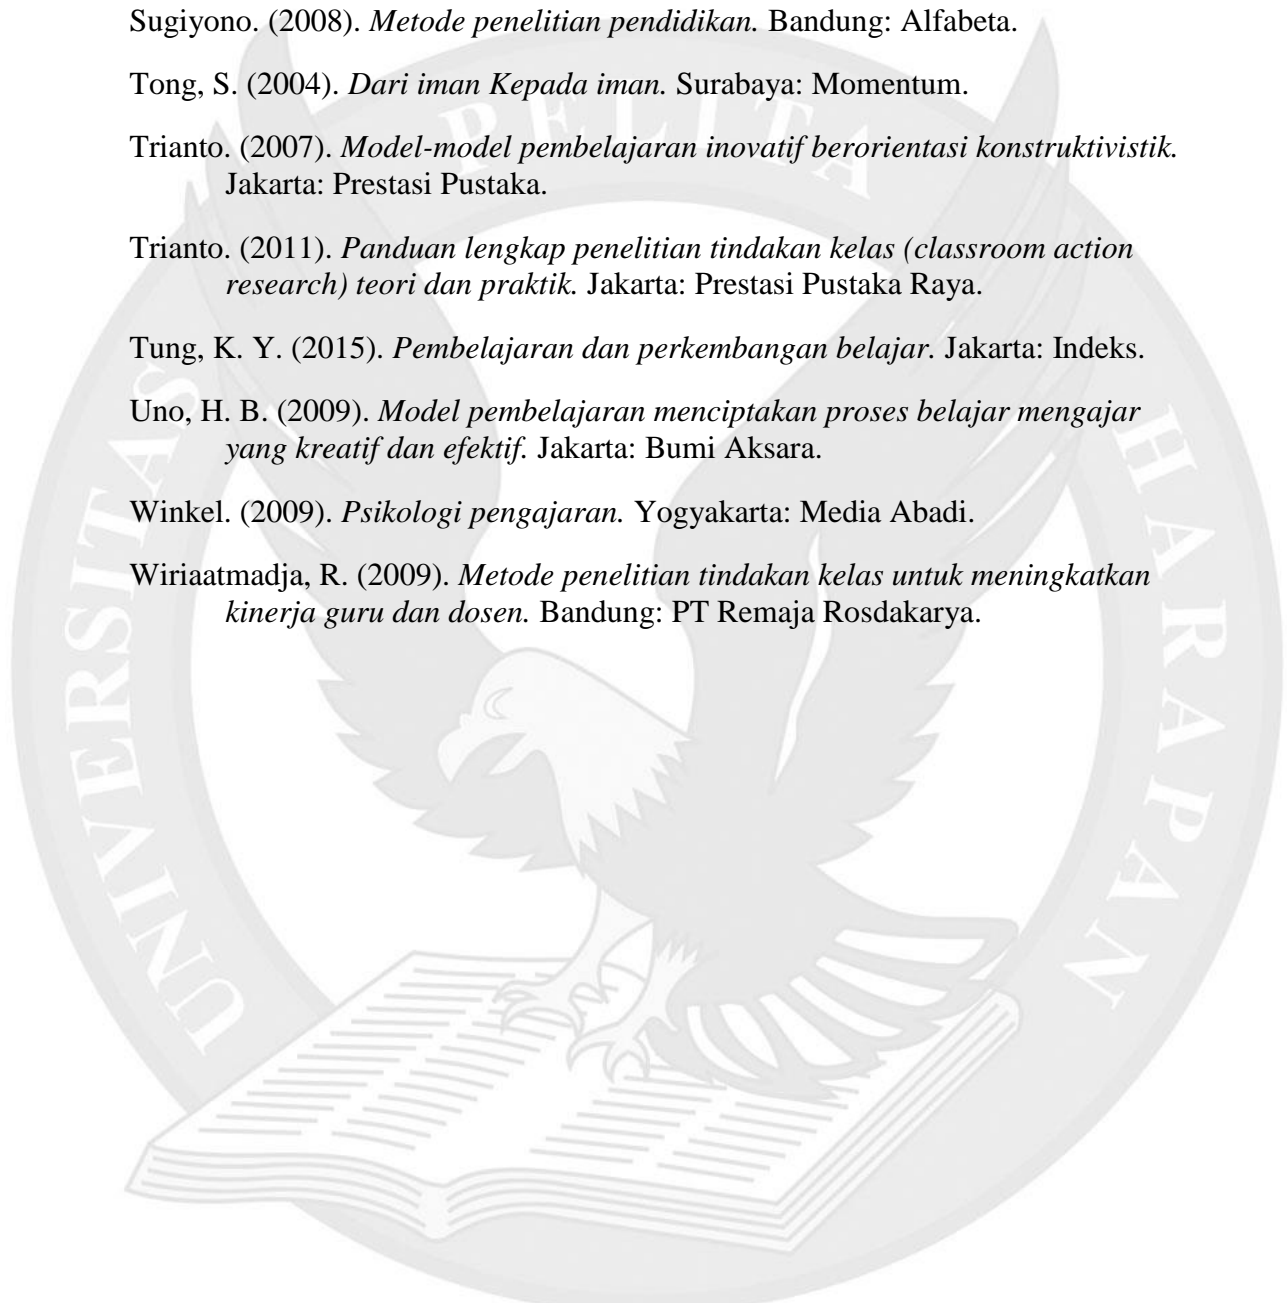 Sugiyono. (2008). Metode penelitian pendidikan. Bandung: Alfabeta.
Tong, S. (2004). Dari iman Kepada iman. Surabaya: Momentum.
Trianto. (2007). Model-model pembelajaran inovatif berorientasi konstruktivistik.
Jakarta: Prestasi Pustaka.
Trianto. (2011). Panduan lengkap penelitian tindakan kelas (classroom action
research) teori dan praktik. Jakarta: Prestasi Pustaka Raya.
Tung, K. Y. (2015). Pembelajaran dan perkembangan belajar. Jakarta: Indeks.
Uno, H. B. (2009). Model pembelajaran menciptakan proses belajar mengajar
yang kreatif dan efektif. Jakarta: Bumi Aksara.
Winkel. (2009). Psikologi pengajaran. Yogyakarta: Media Abadi.
Wiriaatmadja, R. (2009). Metode penelitian tindakan kelas untuk meningkatkan
kinerja guru dan dosen. Bandung: PT Remaja Rosdakarya.
UNIVERSITAS PELITA HARAPAN